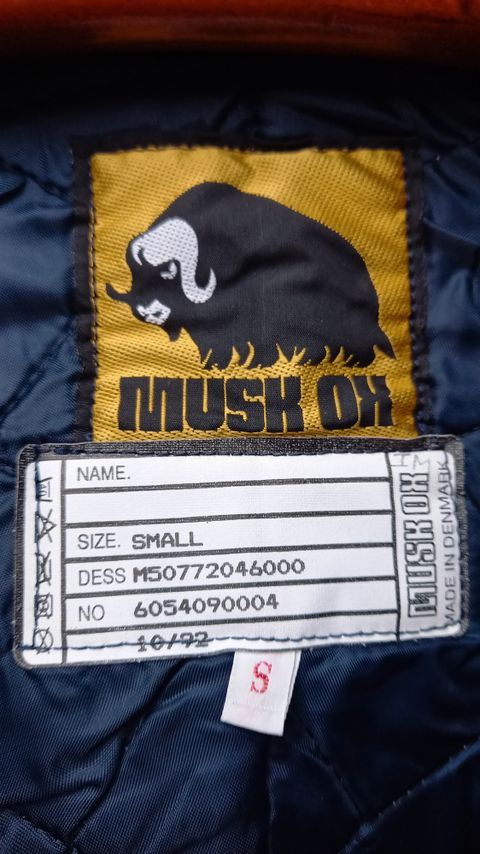 MUSK OX
NAME.
SIZE. SMALL
DESS M50772046000
NO 6054090004
10/92
MUSK OX
MADE IN DENMARK
S